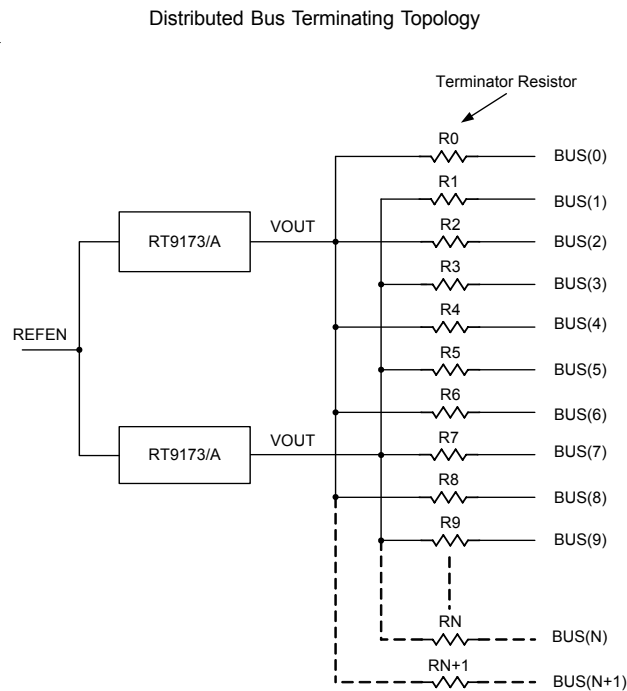 Distributed Bus Terminating Topology
Terminator Resistor
R0
BUS(0)
R1
BUS(1)
RT9173/A
VOUT
R2
BUS(2)
R3
BUS(3)
R4
BUS(4)
REFEN
R5
BUS(5)
R6
BUS(6)
RT9173/A
VOUT
R7
BUS(7)
R8
BUS(8)
R9
BUS(9)
RN
BUS(N)
RN+1
BUS(N+1)